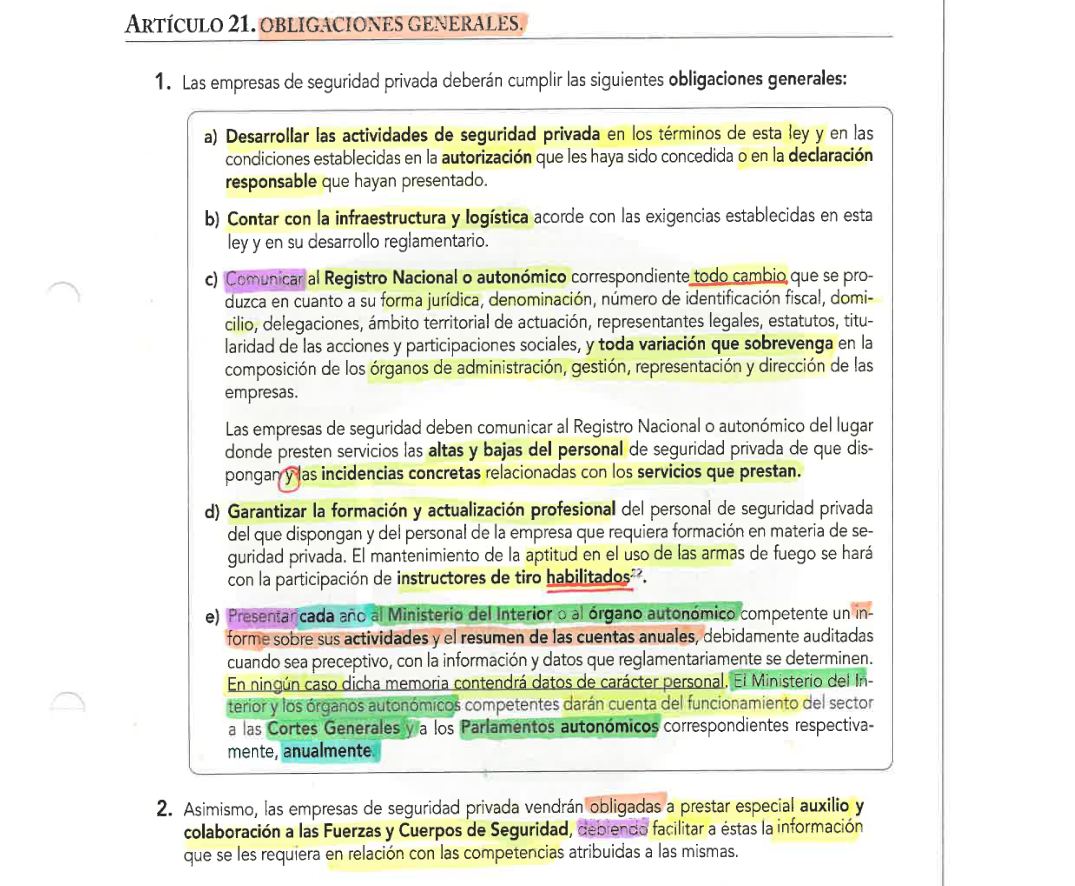 ARTÍCULO 21. OBLIGACIONES GENERALES.
1. Las empresas de seguridad privada deberán cumplir las siguientes obligaciones generales:
a) Desarrollar las actividades de seguridad privada en los términos de esta ley y en las
condiciones establecidas en la autorización que les haya sido concedida o en la declaración
responsable que hayan presentado.
b) Contar con la infraestructura y logística acorde con las exigencias establecidas en esta
ley y en su desarrollo reglamentario.
c) Comunicar al Registro Nacional o autonómico correspondiente todo cambio que se pro-
duzca en cuanto a su forma jurídica, denominación, número de identificación fiscal, domi-
cilio, delegaciones, ámbito territorial de actuación, representantes legales, estatutos, titu-
laridad de las acciones y participaciones sociales, y toda variación que sobrevenga en la
composición de los órganos de administración, gestión, representación y dirección de las
empresas.
Las empresas de seguridad deben comunicar al Registro Nacional o autonómico del lugar
donde presten servicios las altas y bajas del personal de seguridad privada de que dis-
pongan y las incidencias concretas relacionadas con los servicios que prestan.
d) Garantizar la formación y actualización profesional del personal de seguridad privada
del que dispongan y del personal de la empresa que requiera formación en materia de se-
guridad privada. El mantenimiento de la aptitud en el uso de las armas de fuego se hará
con la participación de instructores de tiro habilitados²².
e) Presentar cada año al Ministerio del Interior o al órgano autonómico competente un in-
forme sobre sus actividades y el resumen de las cuentas anuales, debidamente auditadas
cuando sea preceptivo, con la información y datos que reglamentariamente se determinen.
En ningún caso dicha memoria contendrá datos de carácter personal. El Ministerio del In-
terior y los órganos autonómicos competentes darán cuenta del funcionamiento del sector
a las Cortes Generales y a los Parlamentos autonómicos correspondientes respectiva-
mente, anualmente.
2. Asimismo, las empresas de seguridad privada vendrán obligadas a prestar especial auxilio y
colaboración a las Fuerzas y Cuerpos de Seguridad, debiendo facilitar a éstas la información
que se les requiera en relación con las competencias atribuidas a las mismas.